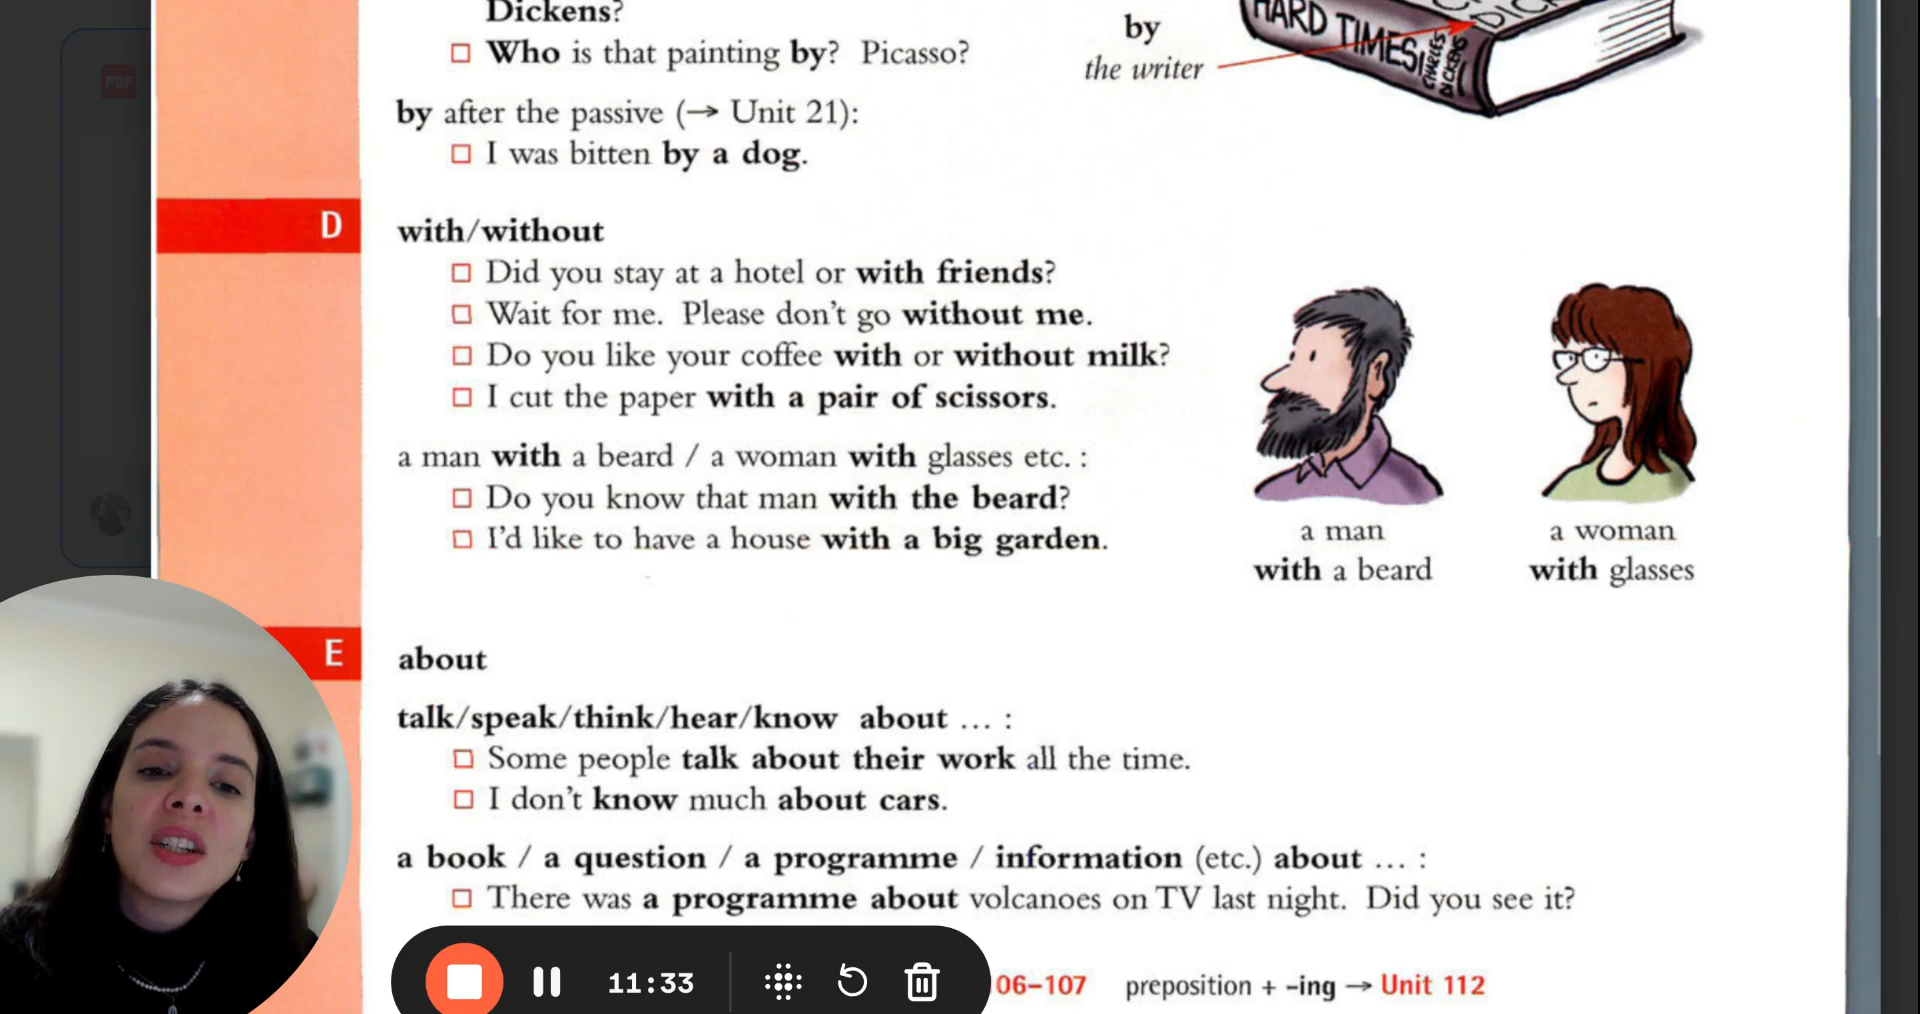 Dickens?
Who is that painting by? Picasso?
by
the writer
HARD TIMES
CHARLES
DICKENS
by after the passive (→ Unit 21):
I was bitten by a dog.
D
with/without
Did you stay at a hotel or with friends?
Wait for me. Please don't go without me.
Do you like your coffee with or without milk?
I cut the paper with a pair of scissors.
a man with a beard / a woman with glasses etc. :
Do you know that man with the beard?
I'd like to have a house with a big garden.
a man
with a beard
a woman
with glasses
E
about
talk/speak/think/hear/know about ... :
Some people talk about their work all the time.
I don't know much about cars.
a book / a question / a programme / information (etc.) about ... :
There was a programme about volcanoes on TV last night. Did you see it?
11:33
06–107 preposition + -ing → Unit 112
PDF